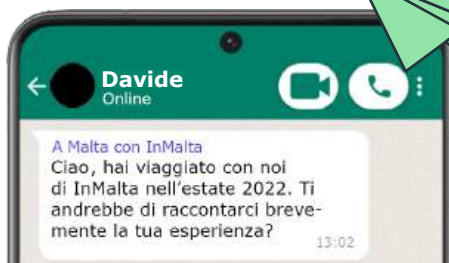 Davide
Online
A Malta con InMalta
Ciao, hai viaggiato con noi
di InMalta nell'estate 2022. Ti
andrebbe di raccontarci breve-
mente la tua esperienza?
13:02